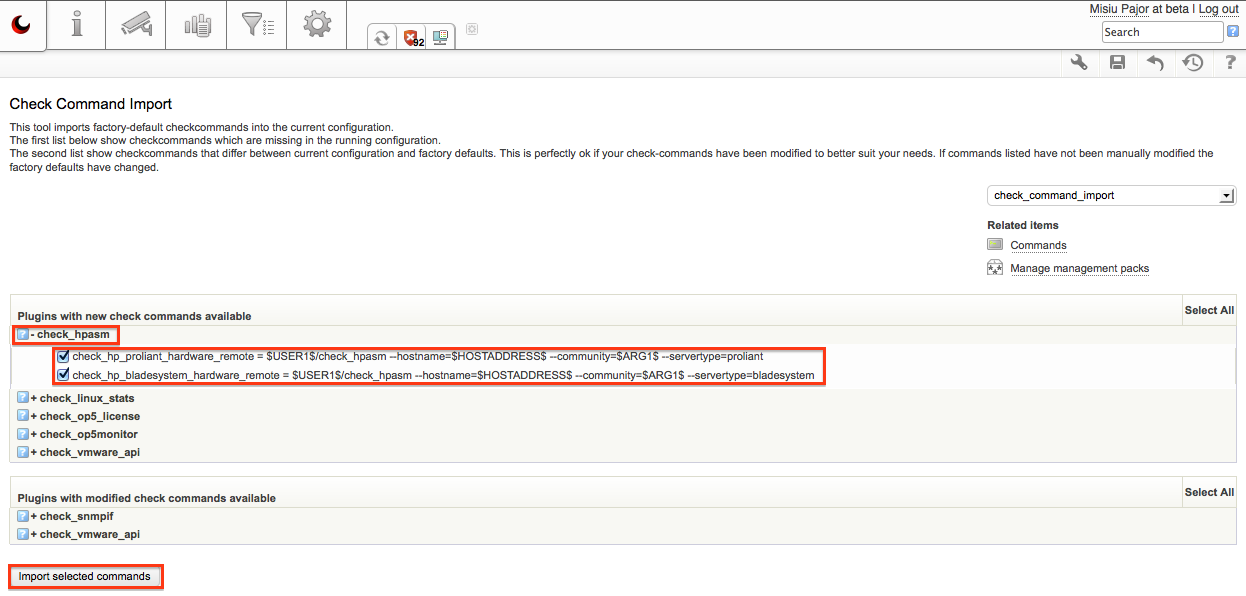 Misiu Pajor at beta | Log out
Search
92
Check Command Import
This tool imports factory-default checkcommands into the current configuration.
The first list below show checkcommands which are missing in the running configuration.
The second list show checkcommands that differ between current configuration and factory defaults. This is perfectly ok if your check-commands have been modified to better suit your needs. If commands listed have not been manually modified the
factory defaults have changed.
check_command_import
Related items
Commands
Manage management packs
Plugins with new check commands available
Select All
- check_hpasm
check_hp_proliant_hardware_remote = $USER1$/check_hpasm --hostname=$HOSTADDRESS$ --community=$ARG1$ --servertype=proliant
check_hp_bladesystem_hardware_remote = $USER1$/check_hpasm --hostname=$HOSTADDRESS$ --community=$ARG1$ --servertype=bladesystem
+ check_linux_stats
+ check_op5_license
+ check_op5monitor
+ check_vmware_api
Plugins with modified check commands available
Select All
+ check_snmpif
+ check_vmware_api
Import selected commands